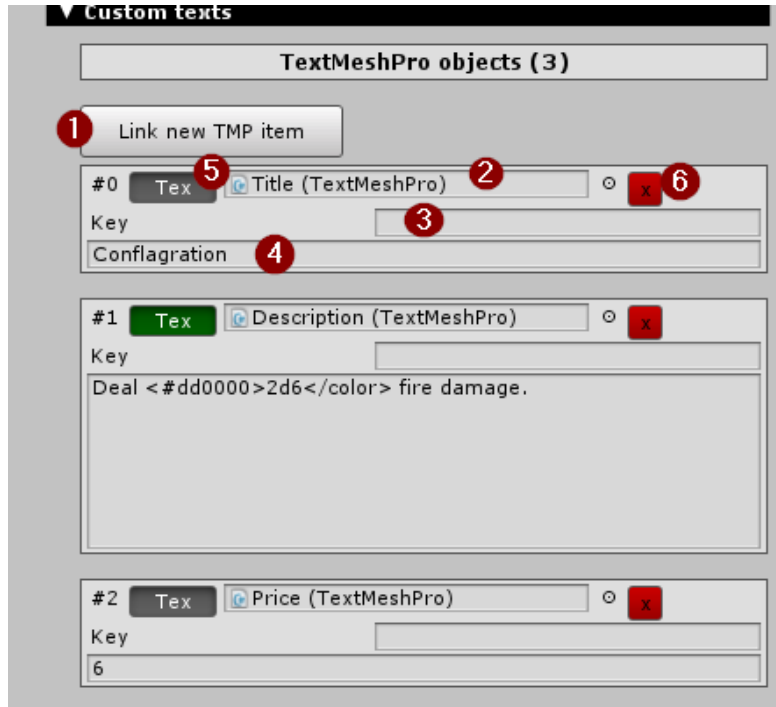 ▼ Custom texts
TextMeshPro objects (3)
1 Link new TMP item
#0 Tex 5 Title (TextMeshPro) 2 x 6
Key 3
Conflagration 4
#1 Tex Description (TextMeshPro) x
Key
Deal <#dd0000>2d6</color> fire damage.
#2 Tex Price (TextMeshPro) x
Key
6